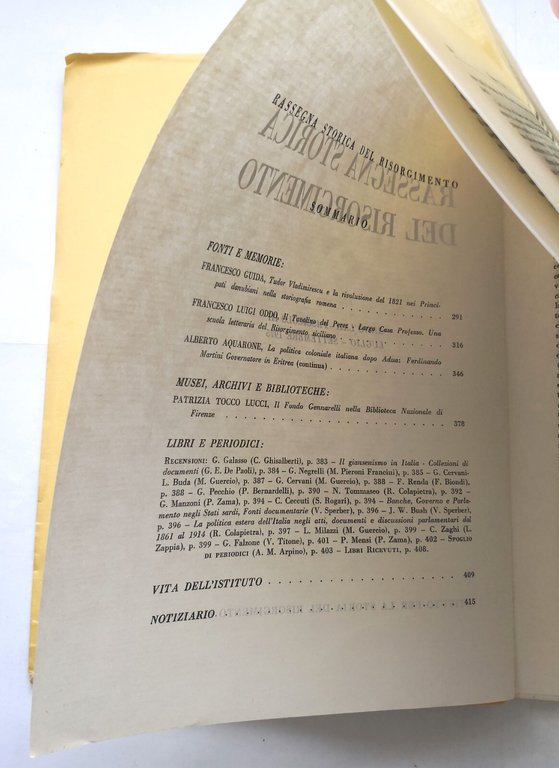 RASSEGNA STORICA DEL RISORGIMENTO
RASSEGNA STORICA
DEL RISORGIMENTO
SOMMARIO
FONTI E MEMORIE:
FRANCESCO GUIDA, Tudor Vladimirescu e la rivoluzione del 1821 nei Princi-
pati danubiani nella storiografia romena 291
FRANCESCO LUIGI ODDO, Il Tavolino del Peres - Largo Casa Professo. Una
scuola letteraria del Risorgimento siciliano 316
ALBERTO AQUARONE, La politica coloniale italiana dopo Adua: Ferdinando
Martini Governatore in Eritrea (continua) 346
MUSEI, ARCHIVI E BIBLIOTECHE:
PATRIZIA TOCCO LUCCI, Il Fondo Gennarelli nella Biblioteca Nazionale di
Firenze 378
LIBRI E PERIODICI:
RECENSIONI: G. Galasso (C. Ghisalberti), p. 383 - Il giansenismo in Italia - Collezioni di
documenti (G. E. De Paoli), p. 384 - G. Negrelli (M. Pieroni Francini), p. 385 - G. Cervani-
L. Buda (M. Guercio), p. 387 - G. Cervani (M. Guercio), p. 388 - F. Renda (F. Biondi),
p. 388 - G. Pecchio (P. Bernardelli), p. 390 - N. Tommaseo (R. Colapietra), p. 392 -
G. Manzoni (P. Zama), p. 394 - C. Ceccuti (S. Rogari), p. 394 - Banche, Governo e Parla-
mento negli Stati sardi, Fonti documentarie (V. Sperber), p. 396 - J. W. Bush (V. Sperber),
p. 396 - La politica estera dell'Italia negli atti, documenti e discussioni parlamentari dal
1861 al 1914 (R. Colapietra), p. 397 - L. Milazzi (M. Guercio), p. 399 - C. Zaghi (L.
Zappia), p. 399 - G. Falzone (V. Titone), p. 401 - P. Mensi (P. Zama), p. 402 - SPOGLIO
DI PERIODICI (A. M. Arpino), p. 403 - LIBRI RICEVUTI, p. 408.
VITA DELL'ISTITUTO 409
NOTIZIARIO 415